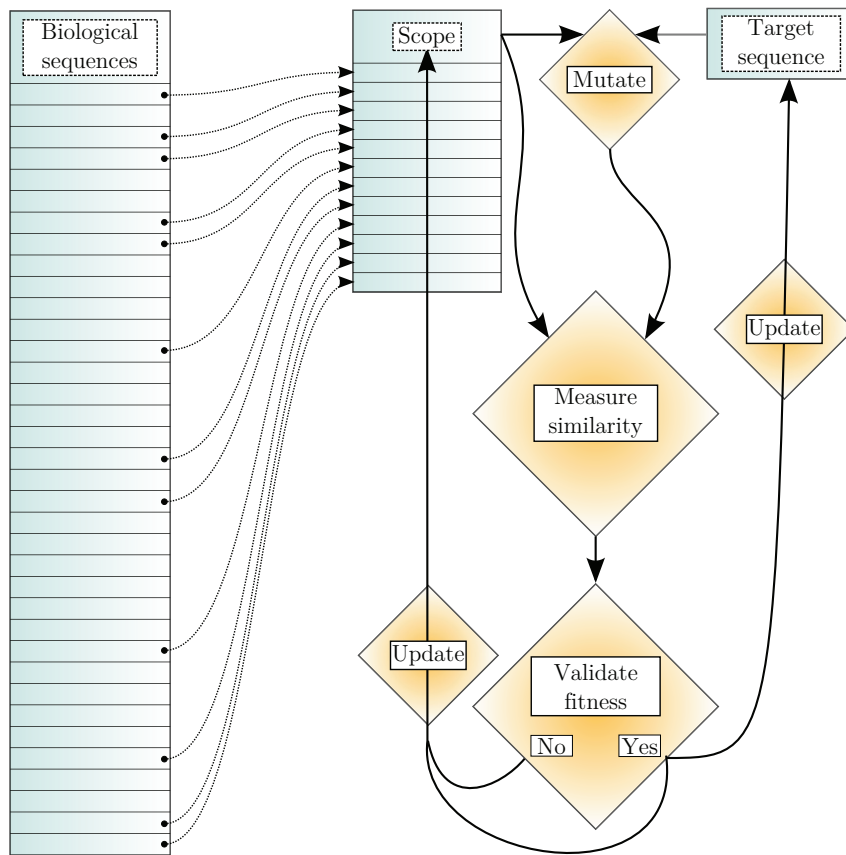 Biological
sequences
Scope
Mutate
Target
sequence
Update
Measure
similarity
Update
Validate
fitness
No
Yes